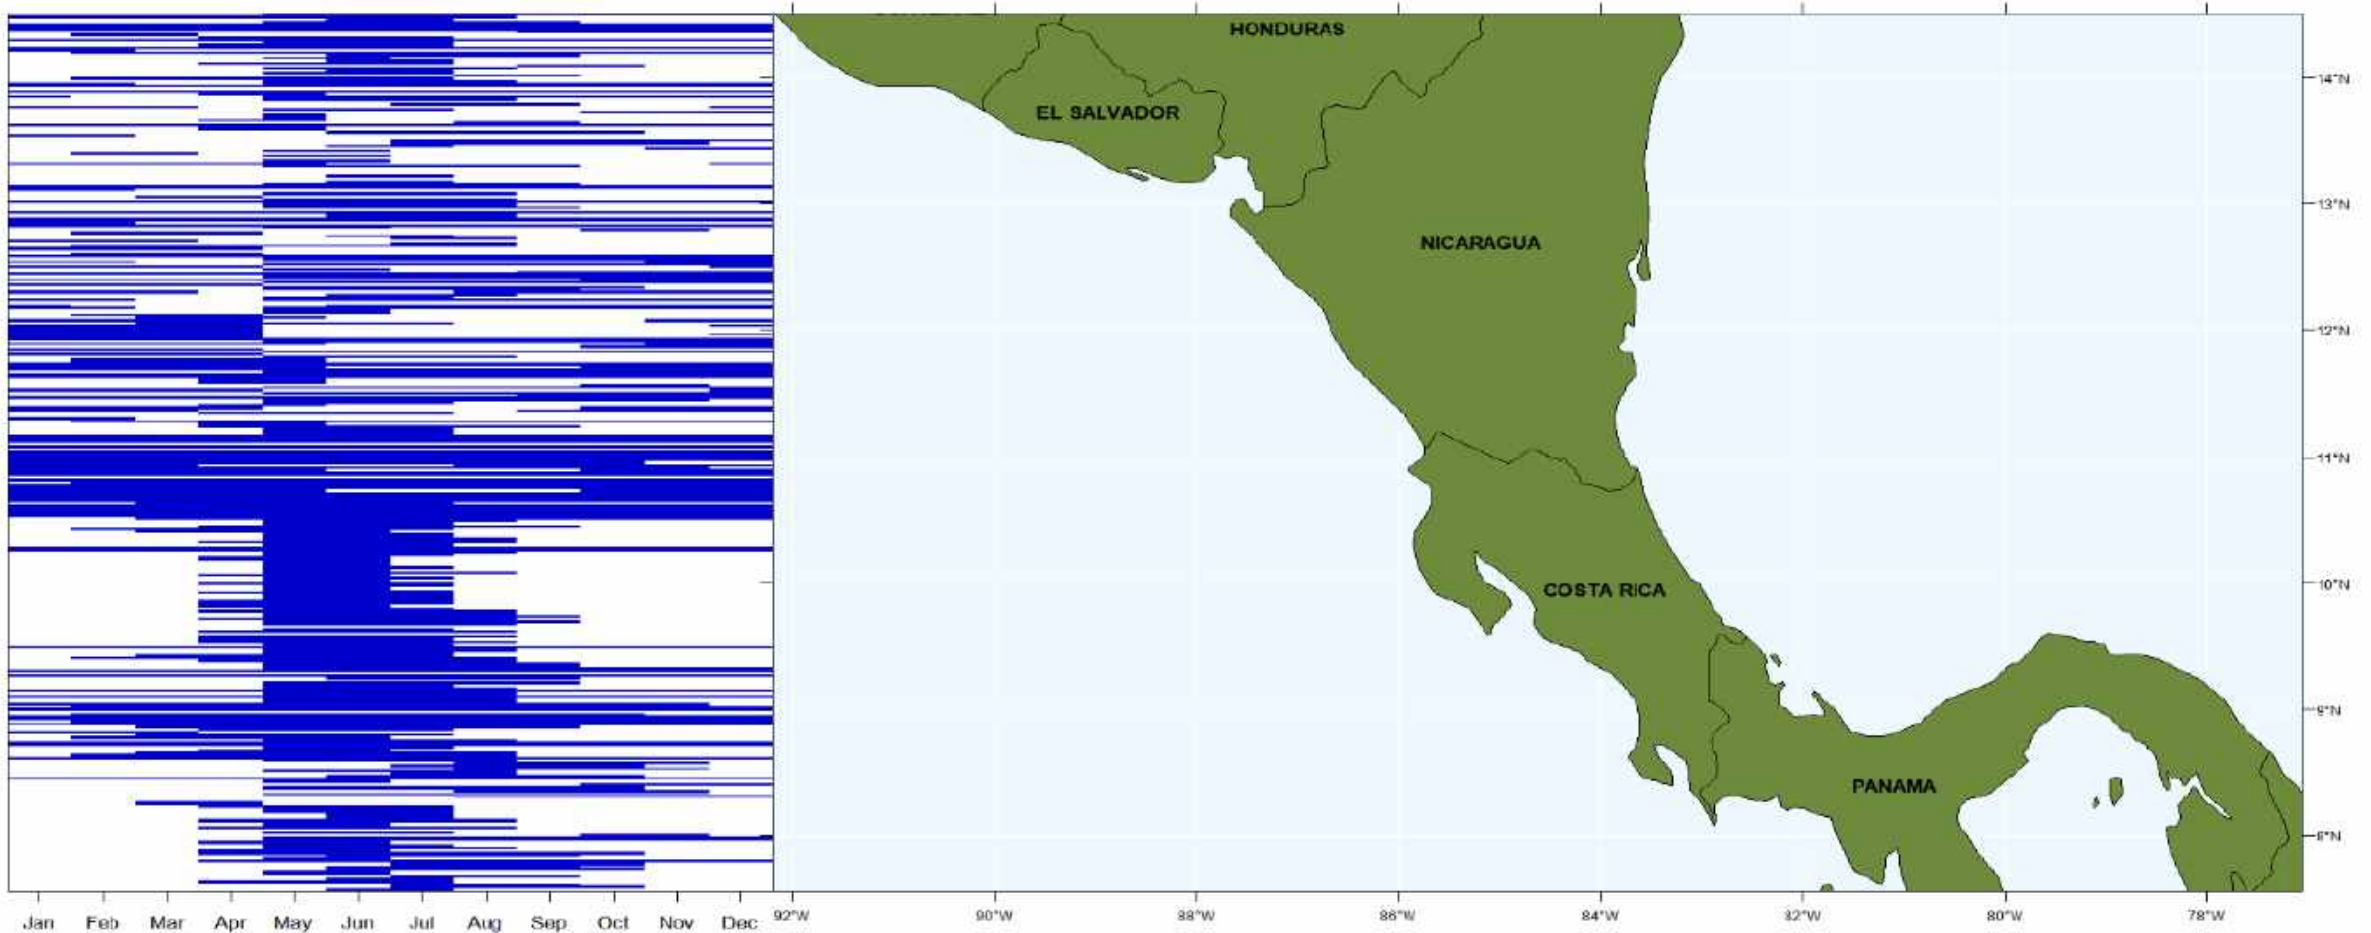 HONDURAS
14°N
EL SALVADOR
13°N
NICARAGUA
12°N
11°N
10°N
COSTA RICA
9°N
PANAMA
8°N
Jan Feb Mar Apr May Jun Jul Aug Sep Oct Nov Dec 92°W 90°W 88°W 86°W 84°W 82°W 80°W 78°W